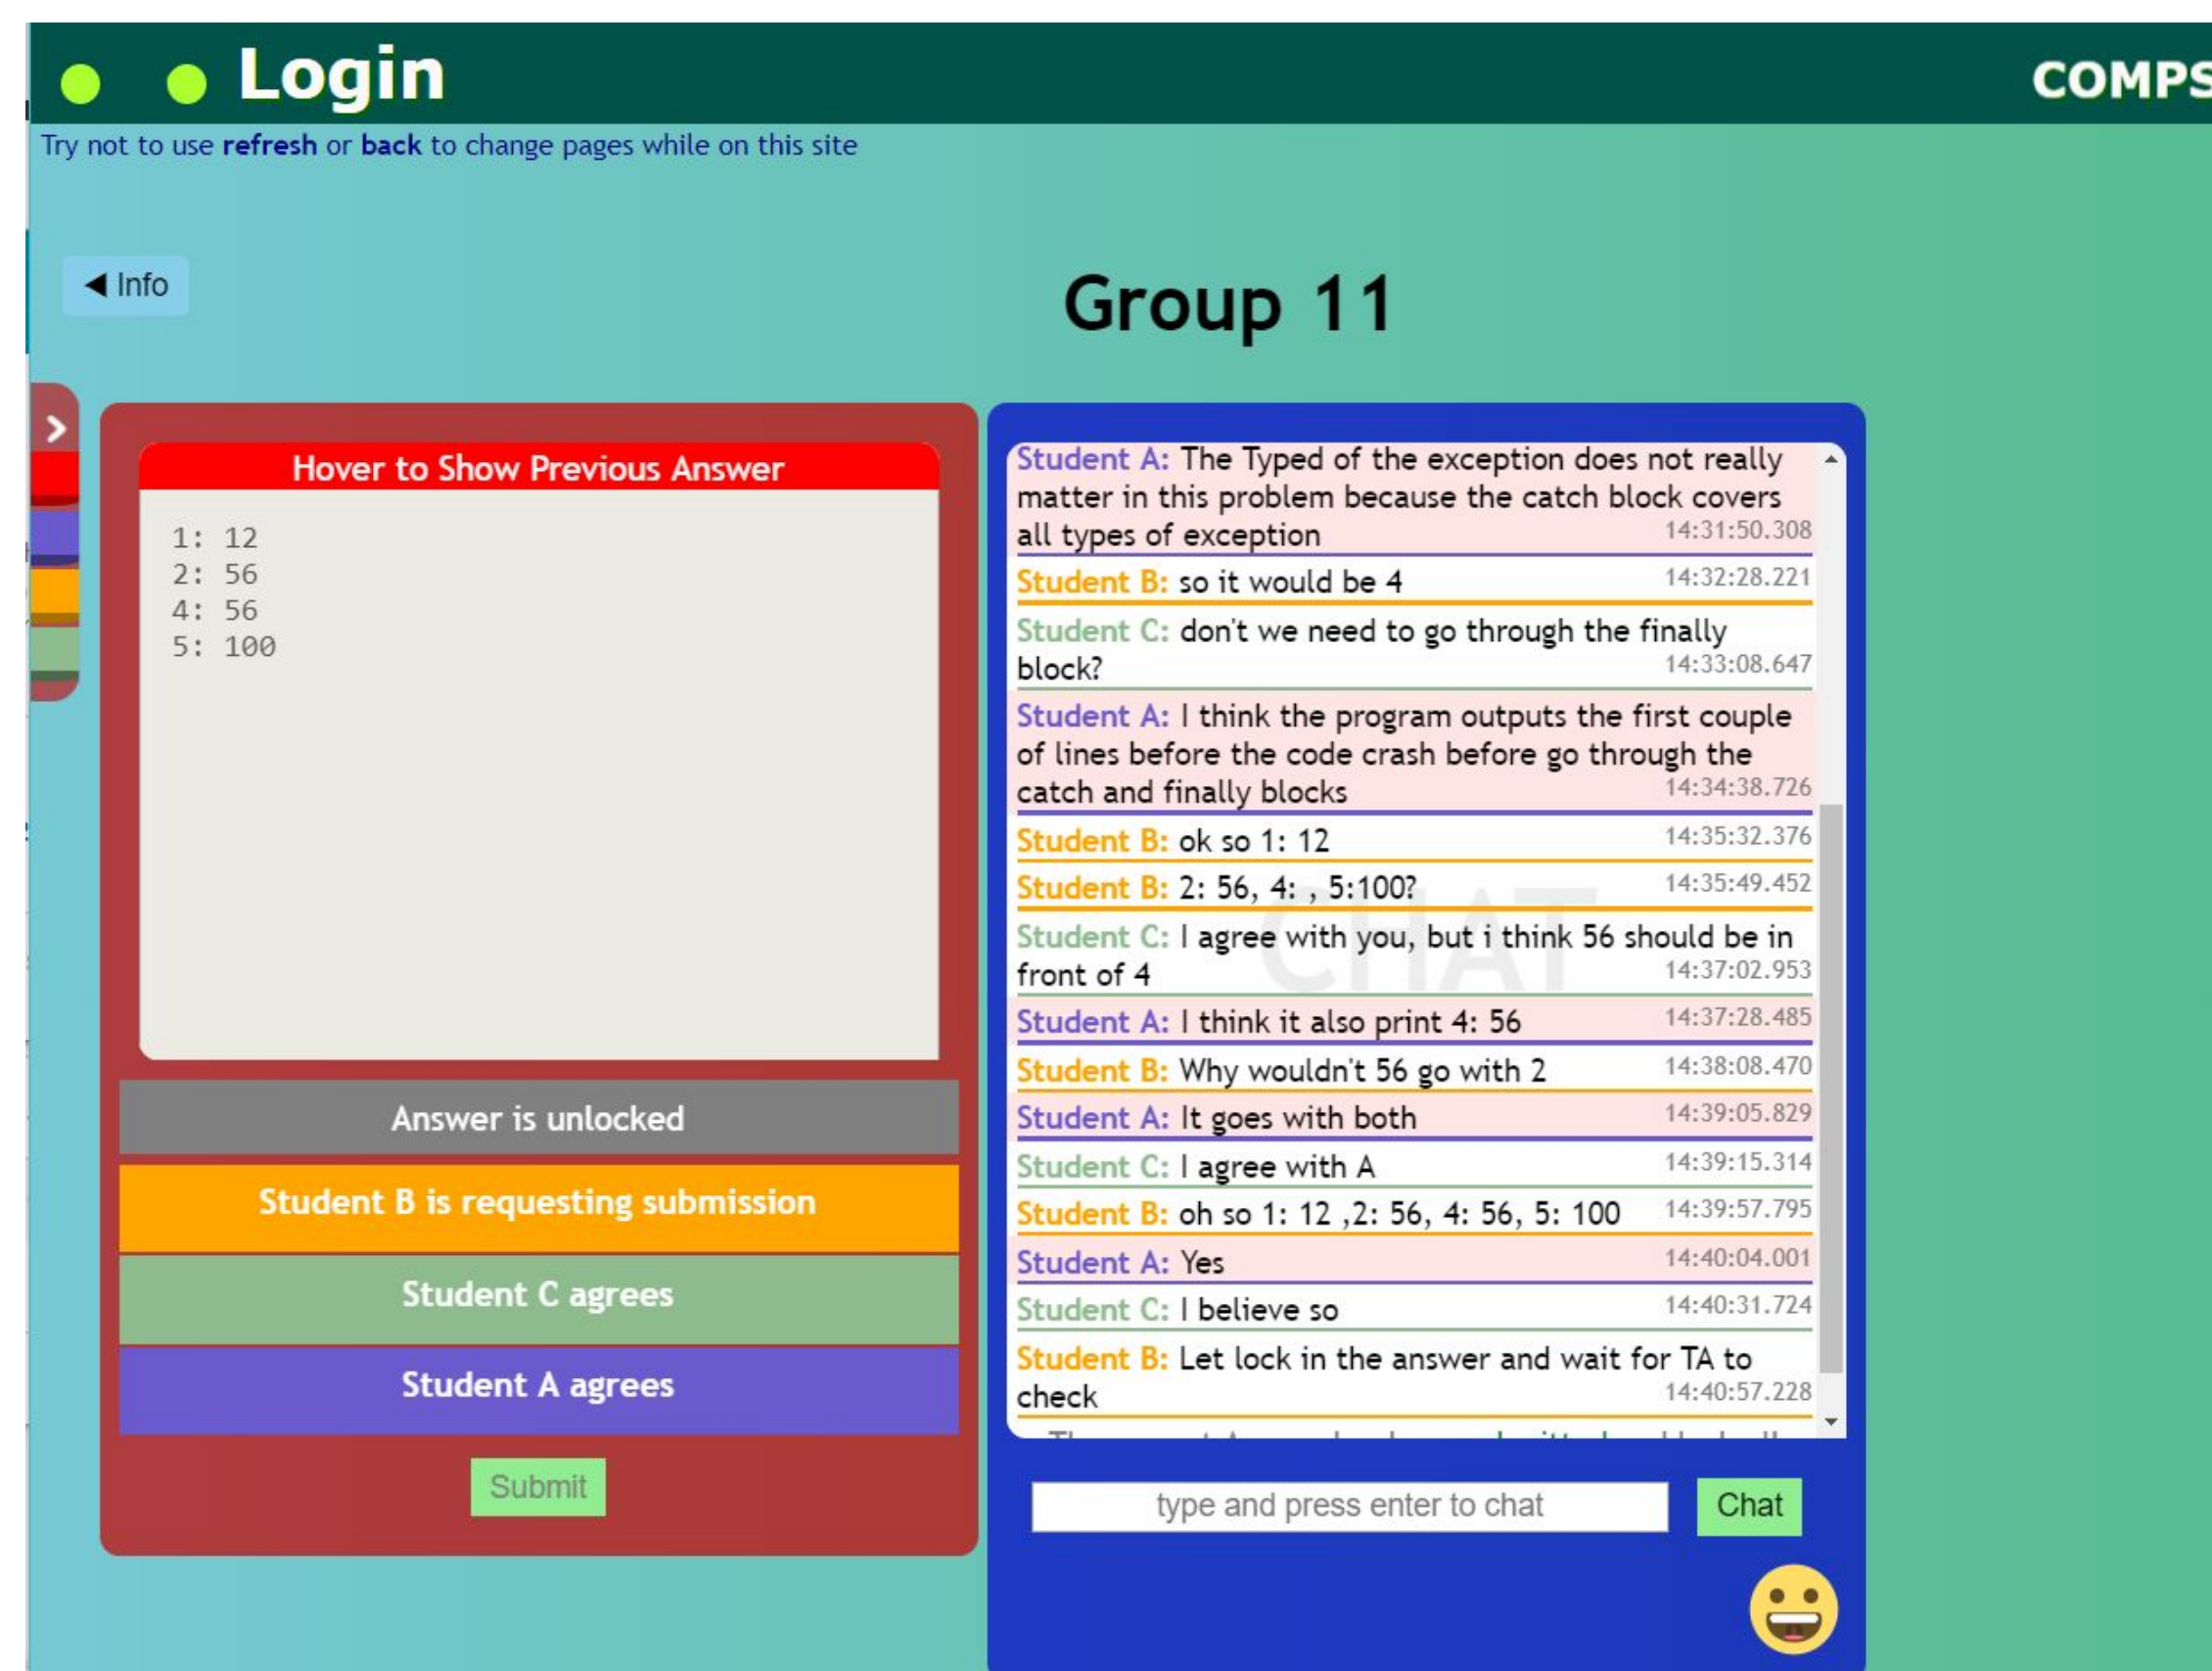 Login
COMPS
Try not to use refresh or back to change pages while on this site
◀ Info
Group 11
Hover to Show Previous Answer
1: 12
2: 56
4: 56
5: 100
Answer is unlocked
Student B is requesting submission
Student C agrees
Student A agrees
Submit
Student A: The Typed of the exception does not really
matter in this problem because the catch block covers
all types of exception 14:31:50.308
Student B: so it would be 4 14:32:28.221
Student C: don't we need to go through the finally
block? 14:33:08.647
Student A: I think the program outputs the first couple
of lines before the code crash before go through the
catch and finally blocks 14:34:38.726
Student B: ok so 1: 12 14:35:32.376
Student B: 2: 56, 4: , 5:100? 14:35:49.452
CHAT
Student C: I agree with you, but i think 56 should be in
front of 4 14:37:02.953
Student A: I think it also print 4: 56 14:37:28.485
Student B: Why wouldn't 56 go with 2 14:38:08.470
Student A: It goes with both 14:39:05.829
Student C: I agree with A 14:39:15.314
Student B: oh so 1: 12 ,2: 56, 4: 56, 5: 100 14:39:57.795
Student A: Yes 14:40:04.001
Student C: I believe so 14:40:31.724
Student B: Let lock in the answer and wait for TA to
check 14:40:57.228
type and press enter to chat
Chat